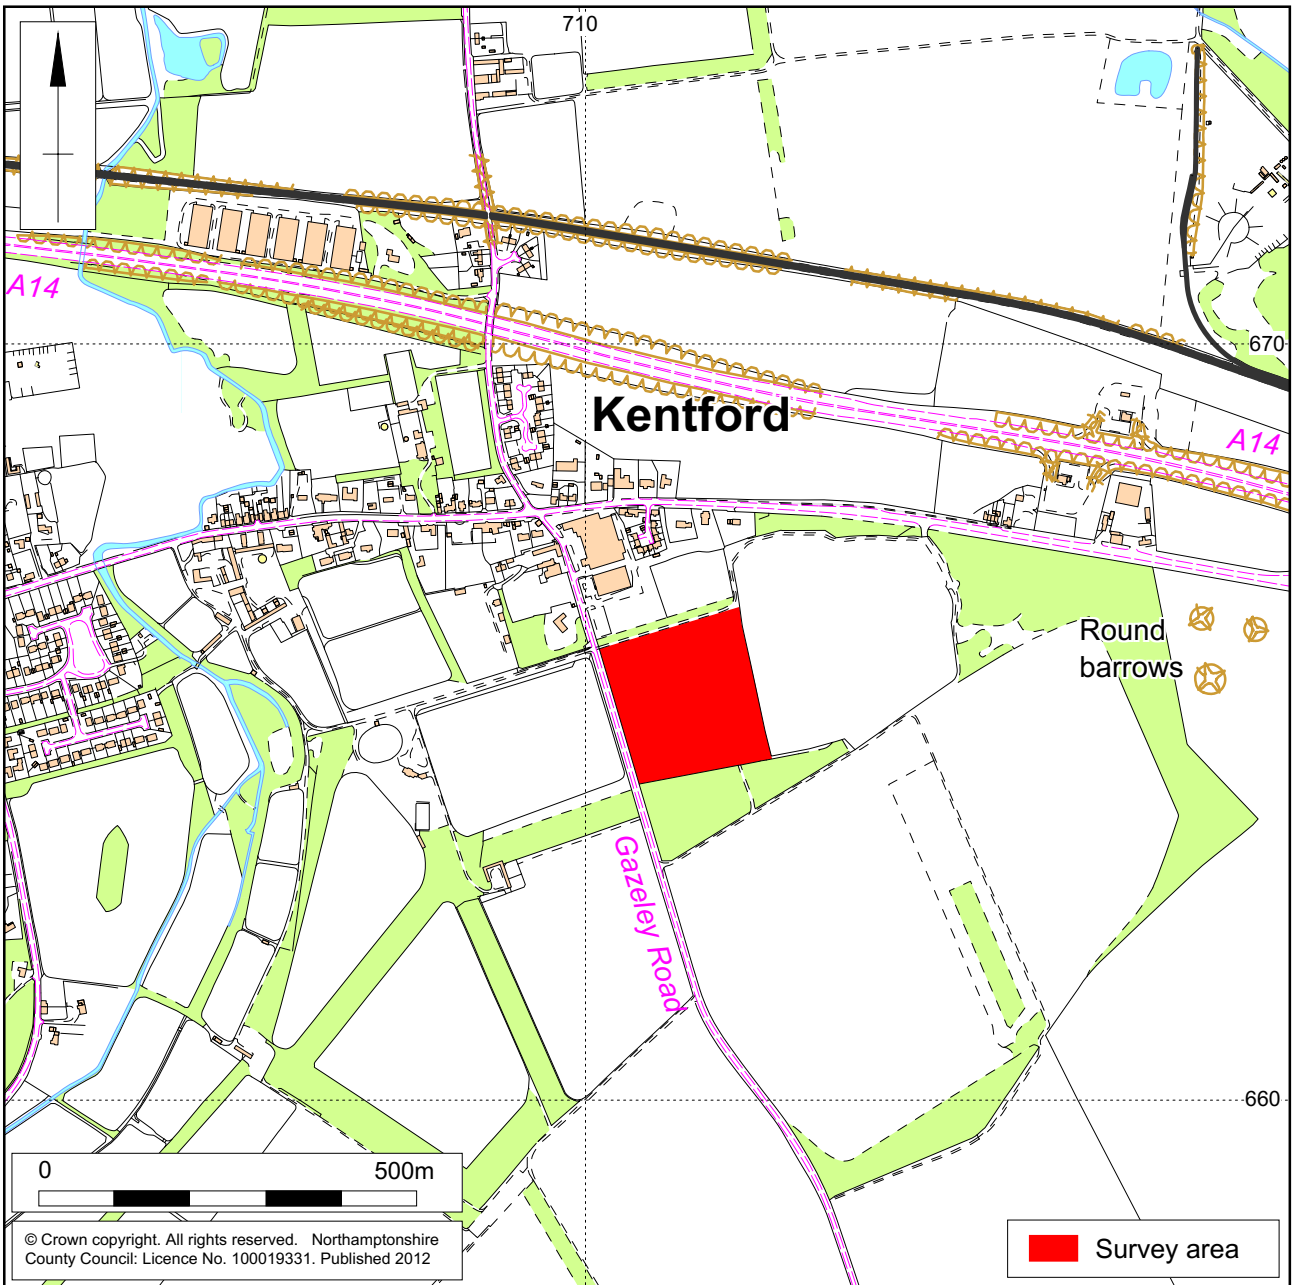 710
A14
670
Kentford
A14
Round
barrows
Gazeley Road
660
0 500m
© Crown copyright. All rights reserved. Northamptonshire
County Council: Licence No. 100019331. Published 2012
Survey area